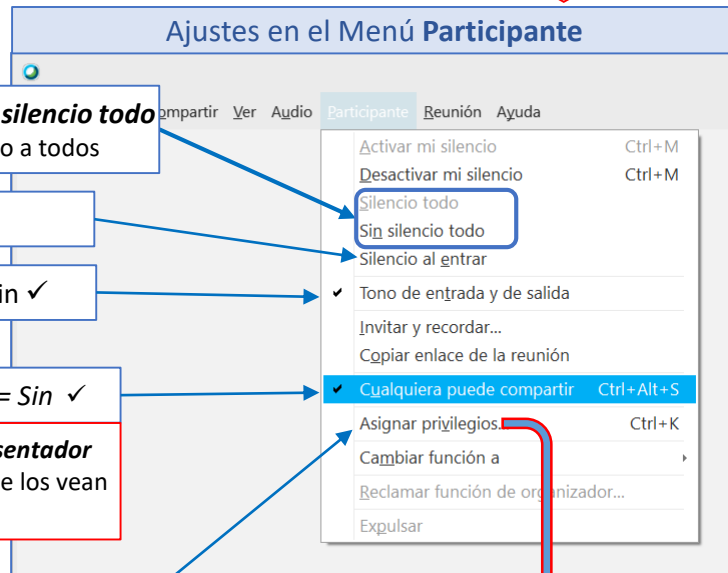 Ajustes en el Menú Participante
silencio todo
o a todos
ompartir Ver Audio Participante Reunión Ayuda
Activar mi silencio Ctrl+M
Desactivar mi silencio Ctrl+M
Silencio todo
Sin silencio todo
Silencio al entrar
in ✓
✔ Tono de entrada y de salida
Invitar y recordar...
Copiar enlace de la reunión
= Sin ✓
✔ Cualquiera puede compartir Ctrl+Alt+S
sentador
e los vean
Asignar privilegios... Ctrl+K
Cambiar función a
Reclamar función de organizador...
Expulsar